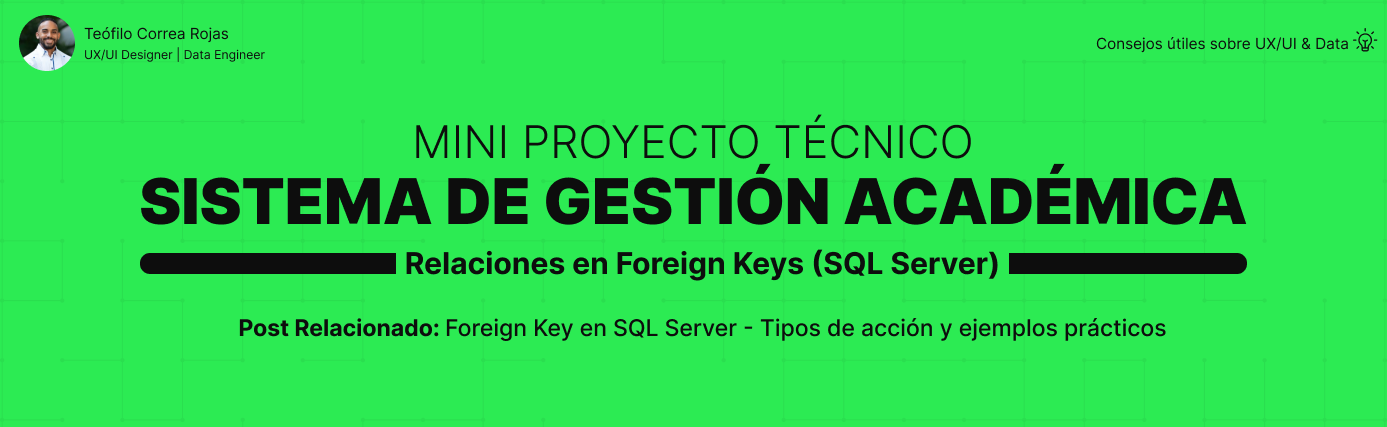 Teófilo Correa Rojas
UX/UI Designer | Data Engineer
Consejos útiles sobre UX/UI & Data
MINI PROYECTO TÉCNICO
SISTEMA DE GESTIÓN ACADÉMICA
Relaciones en Foreign Keys (SQL Server)
Post Relacionado: Foreign Key en SQL Server - Tipos de acción y ejemplos prácticos